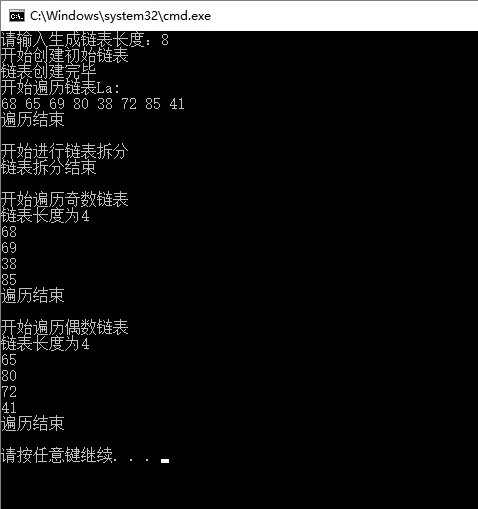 C:\Windows\system32\cmd.exe
请输入生成链表长度：8
开始创建初始链表
链表创建完毕
开始遍历链表La:
68 65 69 80 38 72 85 41
遍历结束
开始进行链表拆分
链表拆分结束
开始遍历奇数链表
链表长度为4
68
69
38
85
遍历结束
开始遍历偶数链表
链表长度为4
65
80
72
41
遍历结束
请按任意键继续. . .